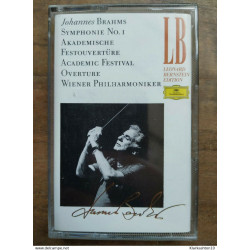 Johannes BRAHMS
SYMPHONIE NO. 1
AKADEMISCHE
FESTOUVERTÜRE
ACADEMIC FESTIVAL
OVERTURE
WIENER PHILHARMONIKER
LB
LEONARD
BERNSTEIN
EDITION